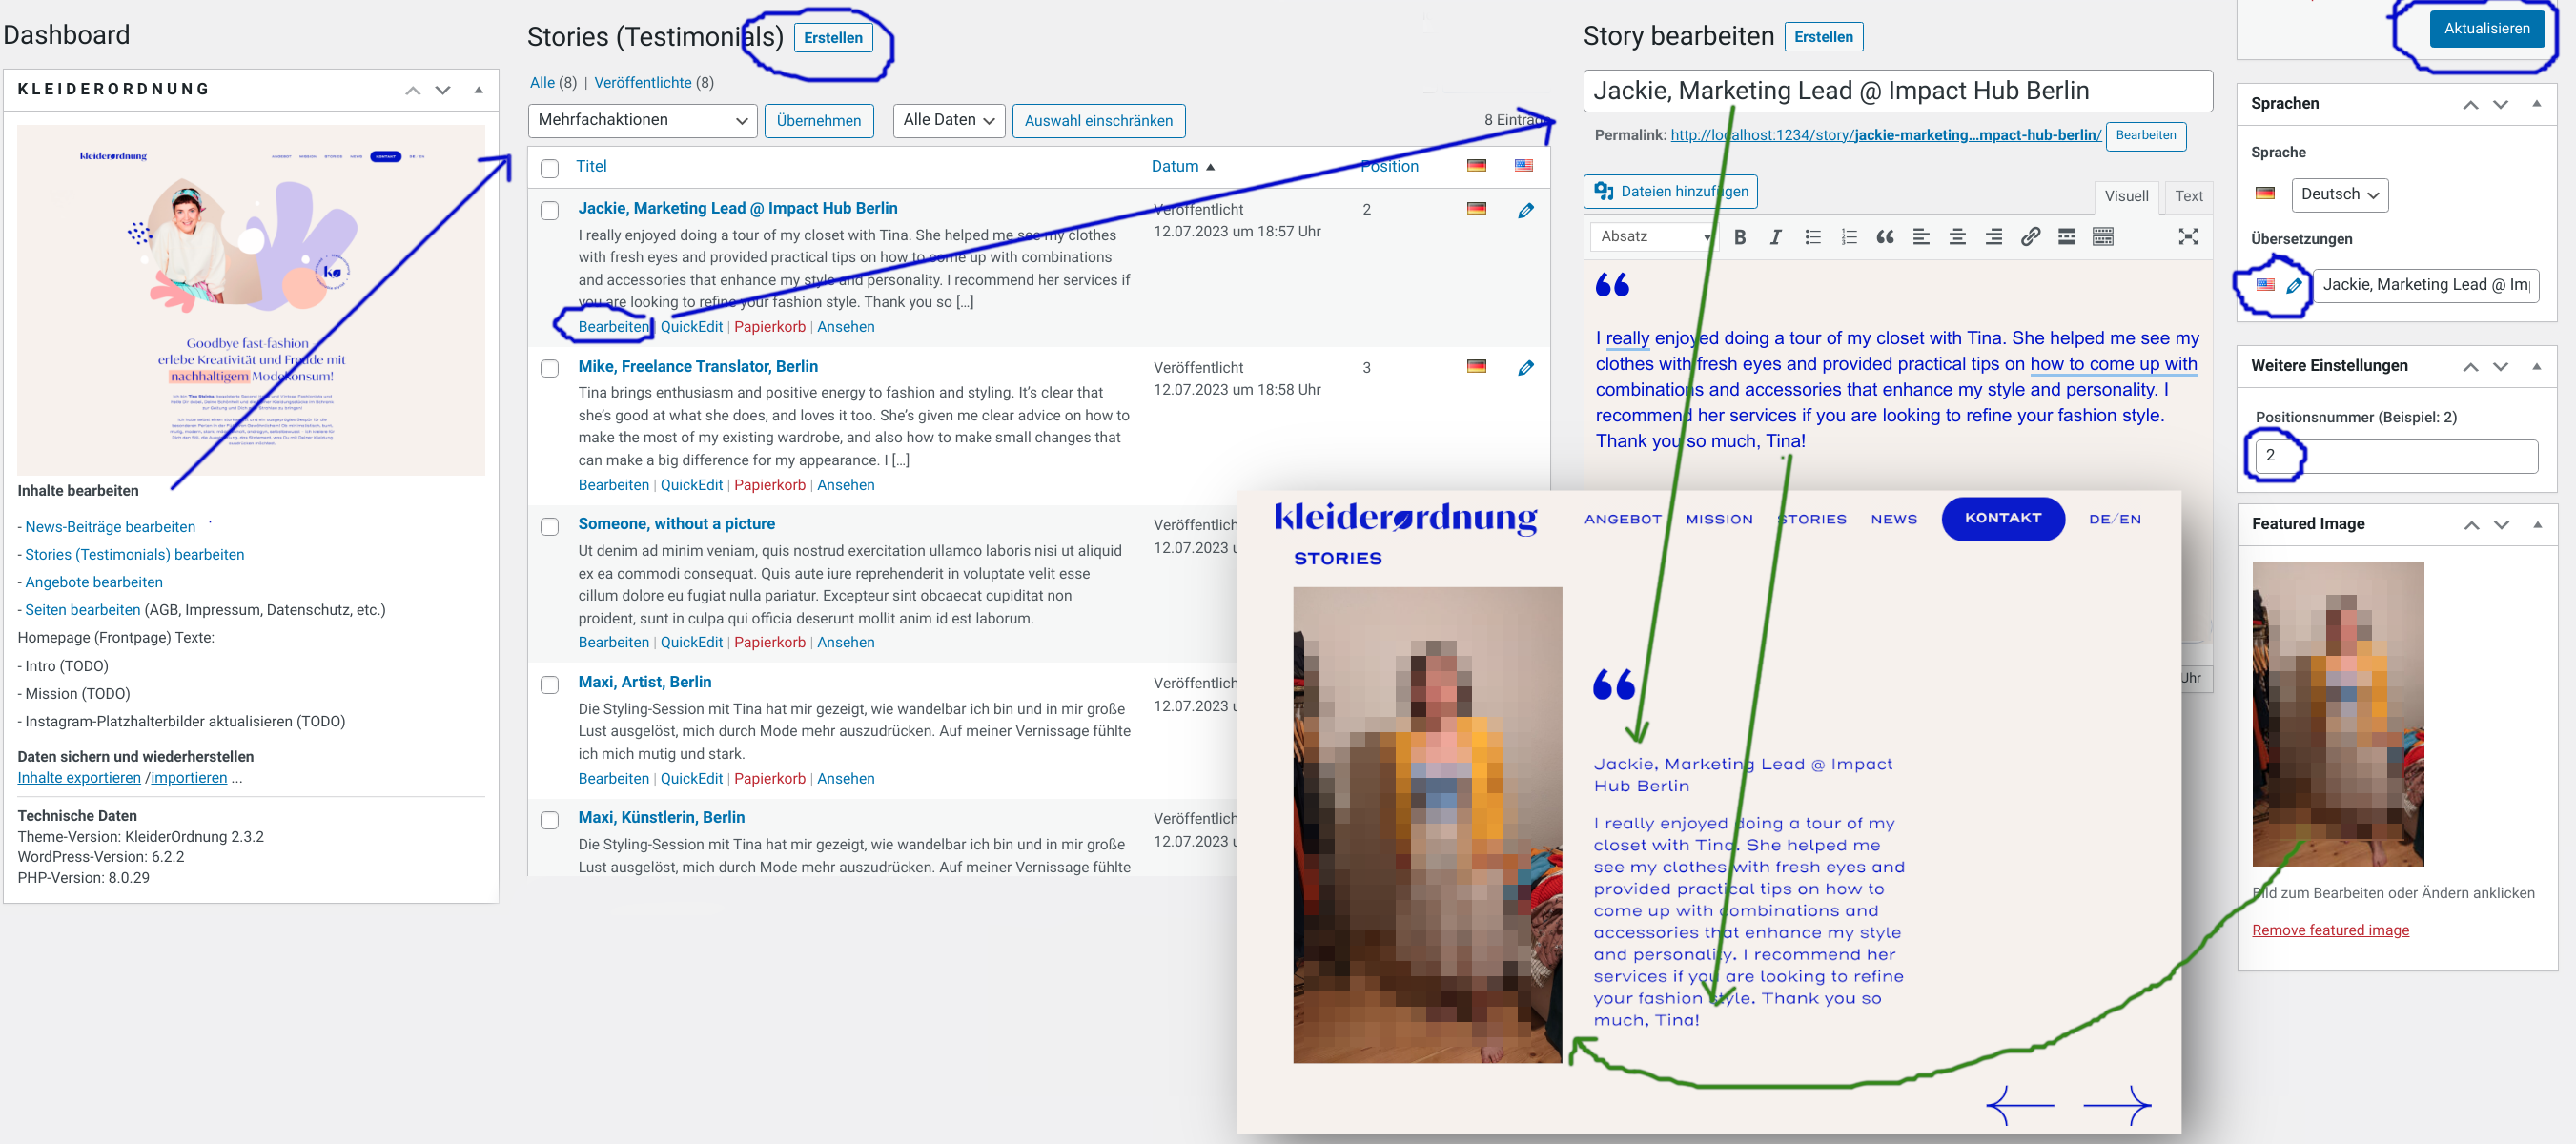 Dashboard
KLEIDERORDNUNG
kleiderordnung
ANGEBOT MISSION STORIES NEWS KONTAKT DE/EN
Goodbye fast-fashion
erlebe Kreativität und Freude mit
nachhaltigem Modekonsum!
Inhalte bearbeiten
- News-Beiträge bearbeiten
- Stories (Testimonials) bearbeiten
- Angebote bearbeiten
- Seiten bearbeiten (AGB, Impressum, Datenschutz, etc.)
Homepage (Frontpage) Texte:
- Intro (TODO)
- Mission (TODO)
- Instagram-Platzhalterbilder aktualisieren (TODO)
Daten sichern und wiederherstellen
Inhalte exportieren /importieren ...
Technische Daten
Theme-Version: KleiderOrdnung 2.3.2
WordPress-Version: 6.2.2
PHP-Version: 8.0.29
Stories (Testimonials) Erstellen
Alle (8) | Veröffentlichte (8)
Mehrfachaktionen Übernehmen Alle Daten Auswahl einschränken 8 Einträge
Titel Datum Position
Jackie, Marketing Lead @ Impact Hub Berlin
I really enjoyed doing a tour of my closet with Tina. She helped me see my clothes
with fresh eyes and provided practical tips on how to come up with combinations
and accessories that enhance my style and personality. I recommend her services if
you are looking to refine your fashion style. Thank you so […]
Bearbeiten | QuickEdit | Papierkorb | Ansehen
Veröffentlicht
12.07.2023 um 18:57 Uhr
2
Mike, Freelance Translator, Berlin
Tina brings enthusiasm and positive energy to fashion and styling. It’s clear that
she’s good at what she does, and loves it too. She’s given me clear advice on how to
make the most of my existing wardrobe, and also how to make small changes that
can make a big difference for my appearance. I […]
Bearbeiten | QuickEdit | Papierkorb | Ansehen
Veröffentlicht
12.07.2023 um 18:58 Uhr
3
Someone, without a picture
Ut denim ad minim veniam, quis nostrud exercitation ullamco laboris nisi ut aliquid
ex ea commodi consequat. Quis aute iure reprehenderit in voluptate velit esse
cillum dolore eu fugiat nulla pariatur. Excepteur sint obcaecat cupiditat non
proident, sunt in culpa qui officia deserunt mollit anim id est laborum.
Bearbeiten | QuickEdit | Papierkorb | Ansehen
Veröffentlich
12.07.2023 u
Maxi, Artist, Berlin
Die Styling-Session mit Tina hat mir gezeigt, wie wandelbar ich bin und in mir große
Lust ausgelöst, mich durch Mode mehr auszudrücken. Auf meiner Vernissage fühlte
ich mich mutig und stark.
Bearbeiten | QuickEdit | Papierkorb | Ansehen
Veröffentlich
12.07.2023 u
Maxi, Künstlerin, Berlin
Die Styling-Session mit Tina hat mir gezeigt, wie wandelbar ich bin und in mir große
Lust ausgelöst, mich durch Mode mehr auszudrücken. Auf meiner Vernissage fühlte
Veröffentlich
12.07.2023 u
Story bearbeiten Erstellen
Jackie, Marketing Lead @ Impact Hub Berlin
Permalink: http://localhost:1234/story/jackie-marketing…mpact-hub-berlin/ Bearbeiten
Dateien hinzufügen Visuell Text
Absatz B I
“
I really enjoyed doing a tour of my closet with Tina. She helped me see my
clothes with fresh eyes and provided practical tips on how to come up with
combinations and accessories that enhance my style and personality. I
recommend her services if you are looking to refine your fashion style.
Thank you so much, Tina!
Uhr
kleiderordnung
ANGEBOT MISSION STORIES NEWS KONTAKT DE/EN
STORIES
“
Jackie, Marketing Lead @ Impact
Hub Berlin
I really enjoyed doing a tour of my
closet with Tina. She helped me
see my clothes with fresh eyes and
provided practical tips on how to
come up with combinations and
accessories that enhance my style
and personality. I recommend her
services if you are looking to refine
your fashion style. Thank you so
much, Tina!
Aktualisieren
Sprachen
Sprache
Deutsch
Übersetzungen
Jackie, Marketing Lead @ Im
Weitere Einstellungen
Positionsnummer (Beispiel: 2)
2
Featured Image
Bild zum Bearbeiten oder Ändern anklicken
Remove featured image